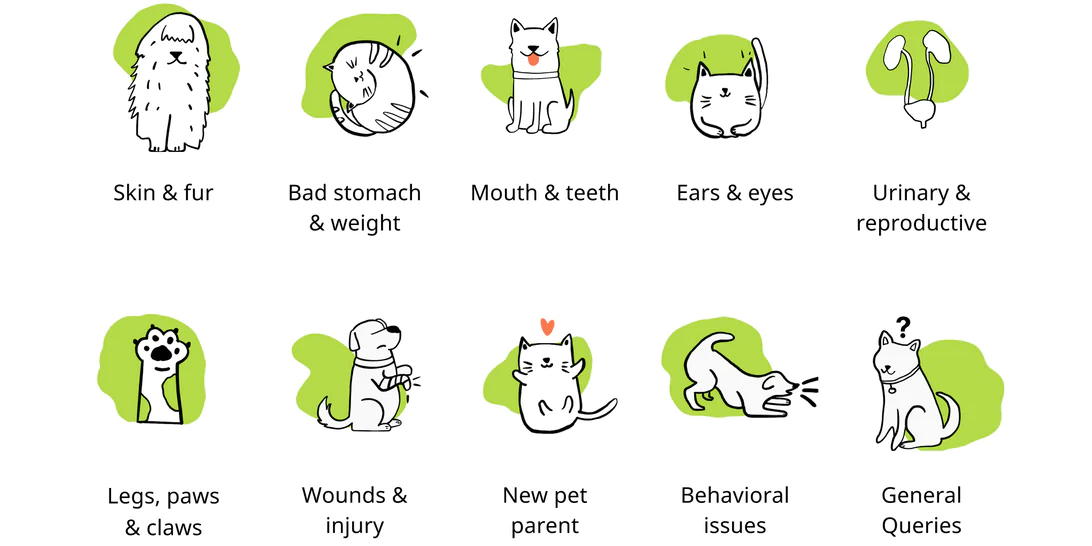 ?
Skin & fur
Bad stomach
& weight
Mouth & teeth
Ears & eyes
Urinary &
reproductive
Legs, paws
& claws
Wounds &
injury
New pet
parent
Behavioral
issues
General
Queries